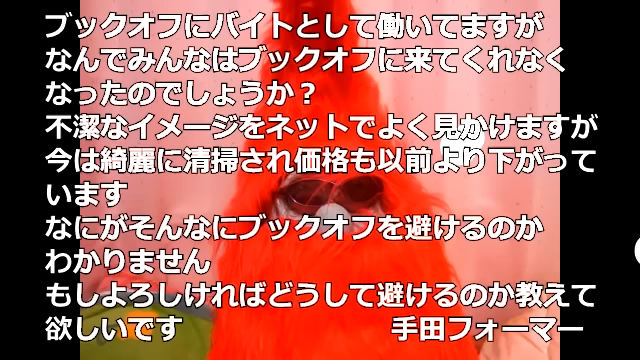 ブックオフにバイトとして働いてますが
なんでみんなはブックオフに来てくれなく
なったのでしょうか？
不潔なイメージをネットでよく見かけますが
今は綺麗に清掃され価格も以前より下がって
います
なにがそんなにブックオフを避けるのか
わかりません
もしよろしければどうして避けるのか教えて
欲しいです　　　　　　　　手田フォーマー